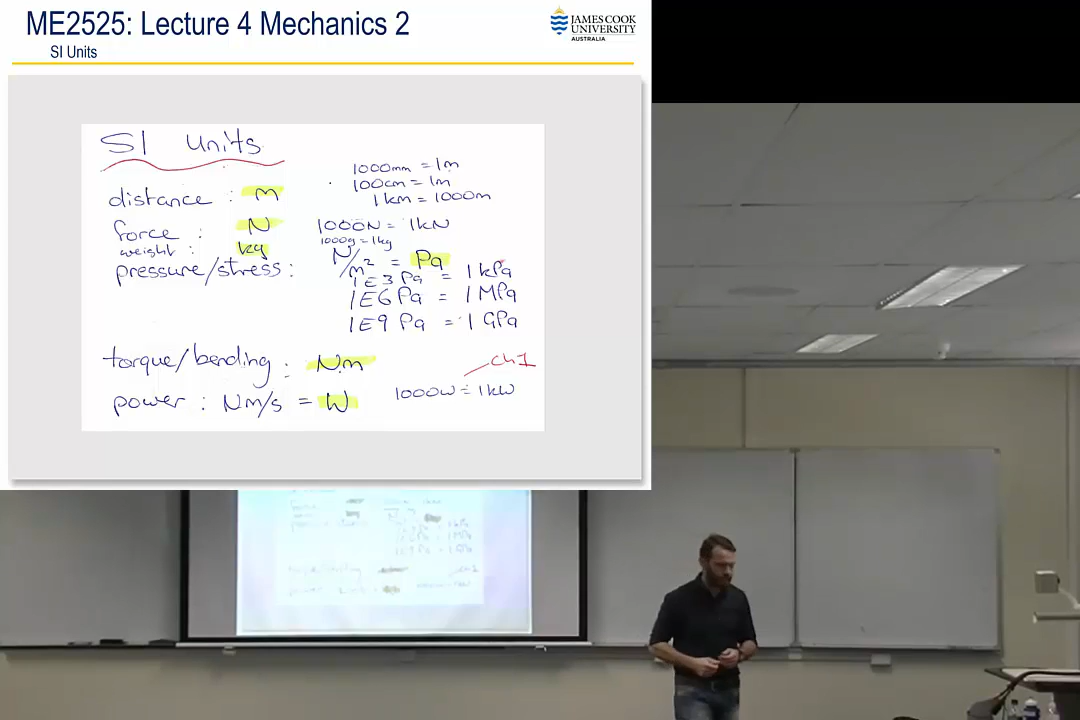 ME2525: Lecture 4 Mechanics 2
SI Units
JAMES COOK
UNIVERSITY
AUSTRALIA
SI Units
1000mm = 1m
100cm = 1m
1km = 1000m
distance : m
force : N 1000N = 1kN
weight : kg 1000g = 1kg
pressure/stress : N/m² = Pa
1E3 Pa = 1 kPa
1E6 Pa = 1 MPa
1E9 Pa = 1 GPa
torque/bending : Nm
ch1
power : Nm/s = W 1000W = 1kW